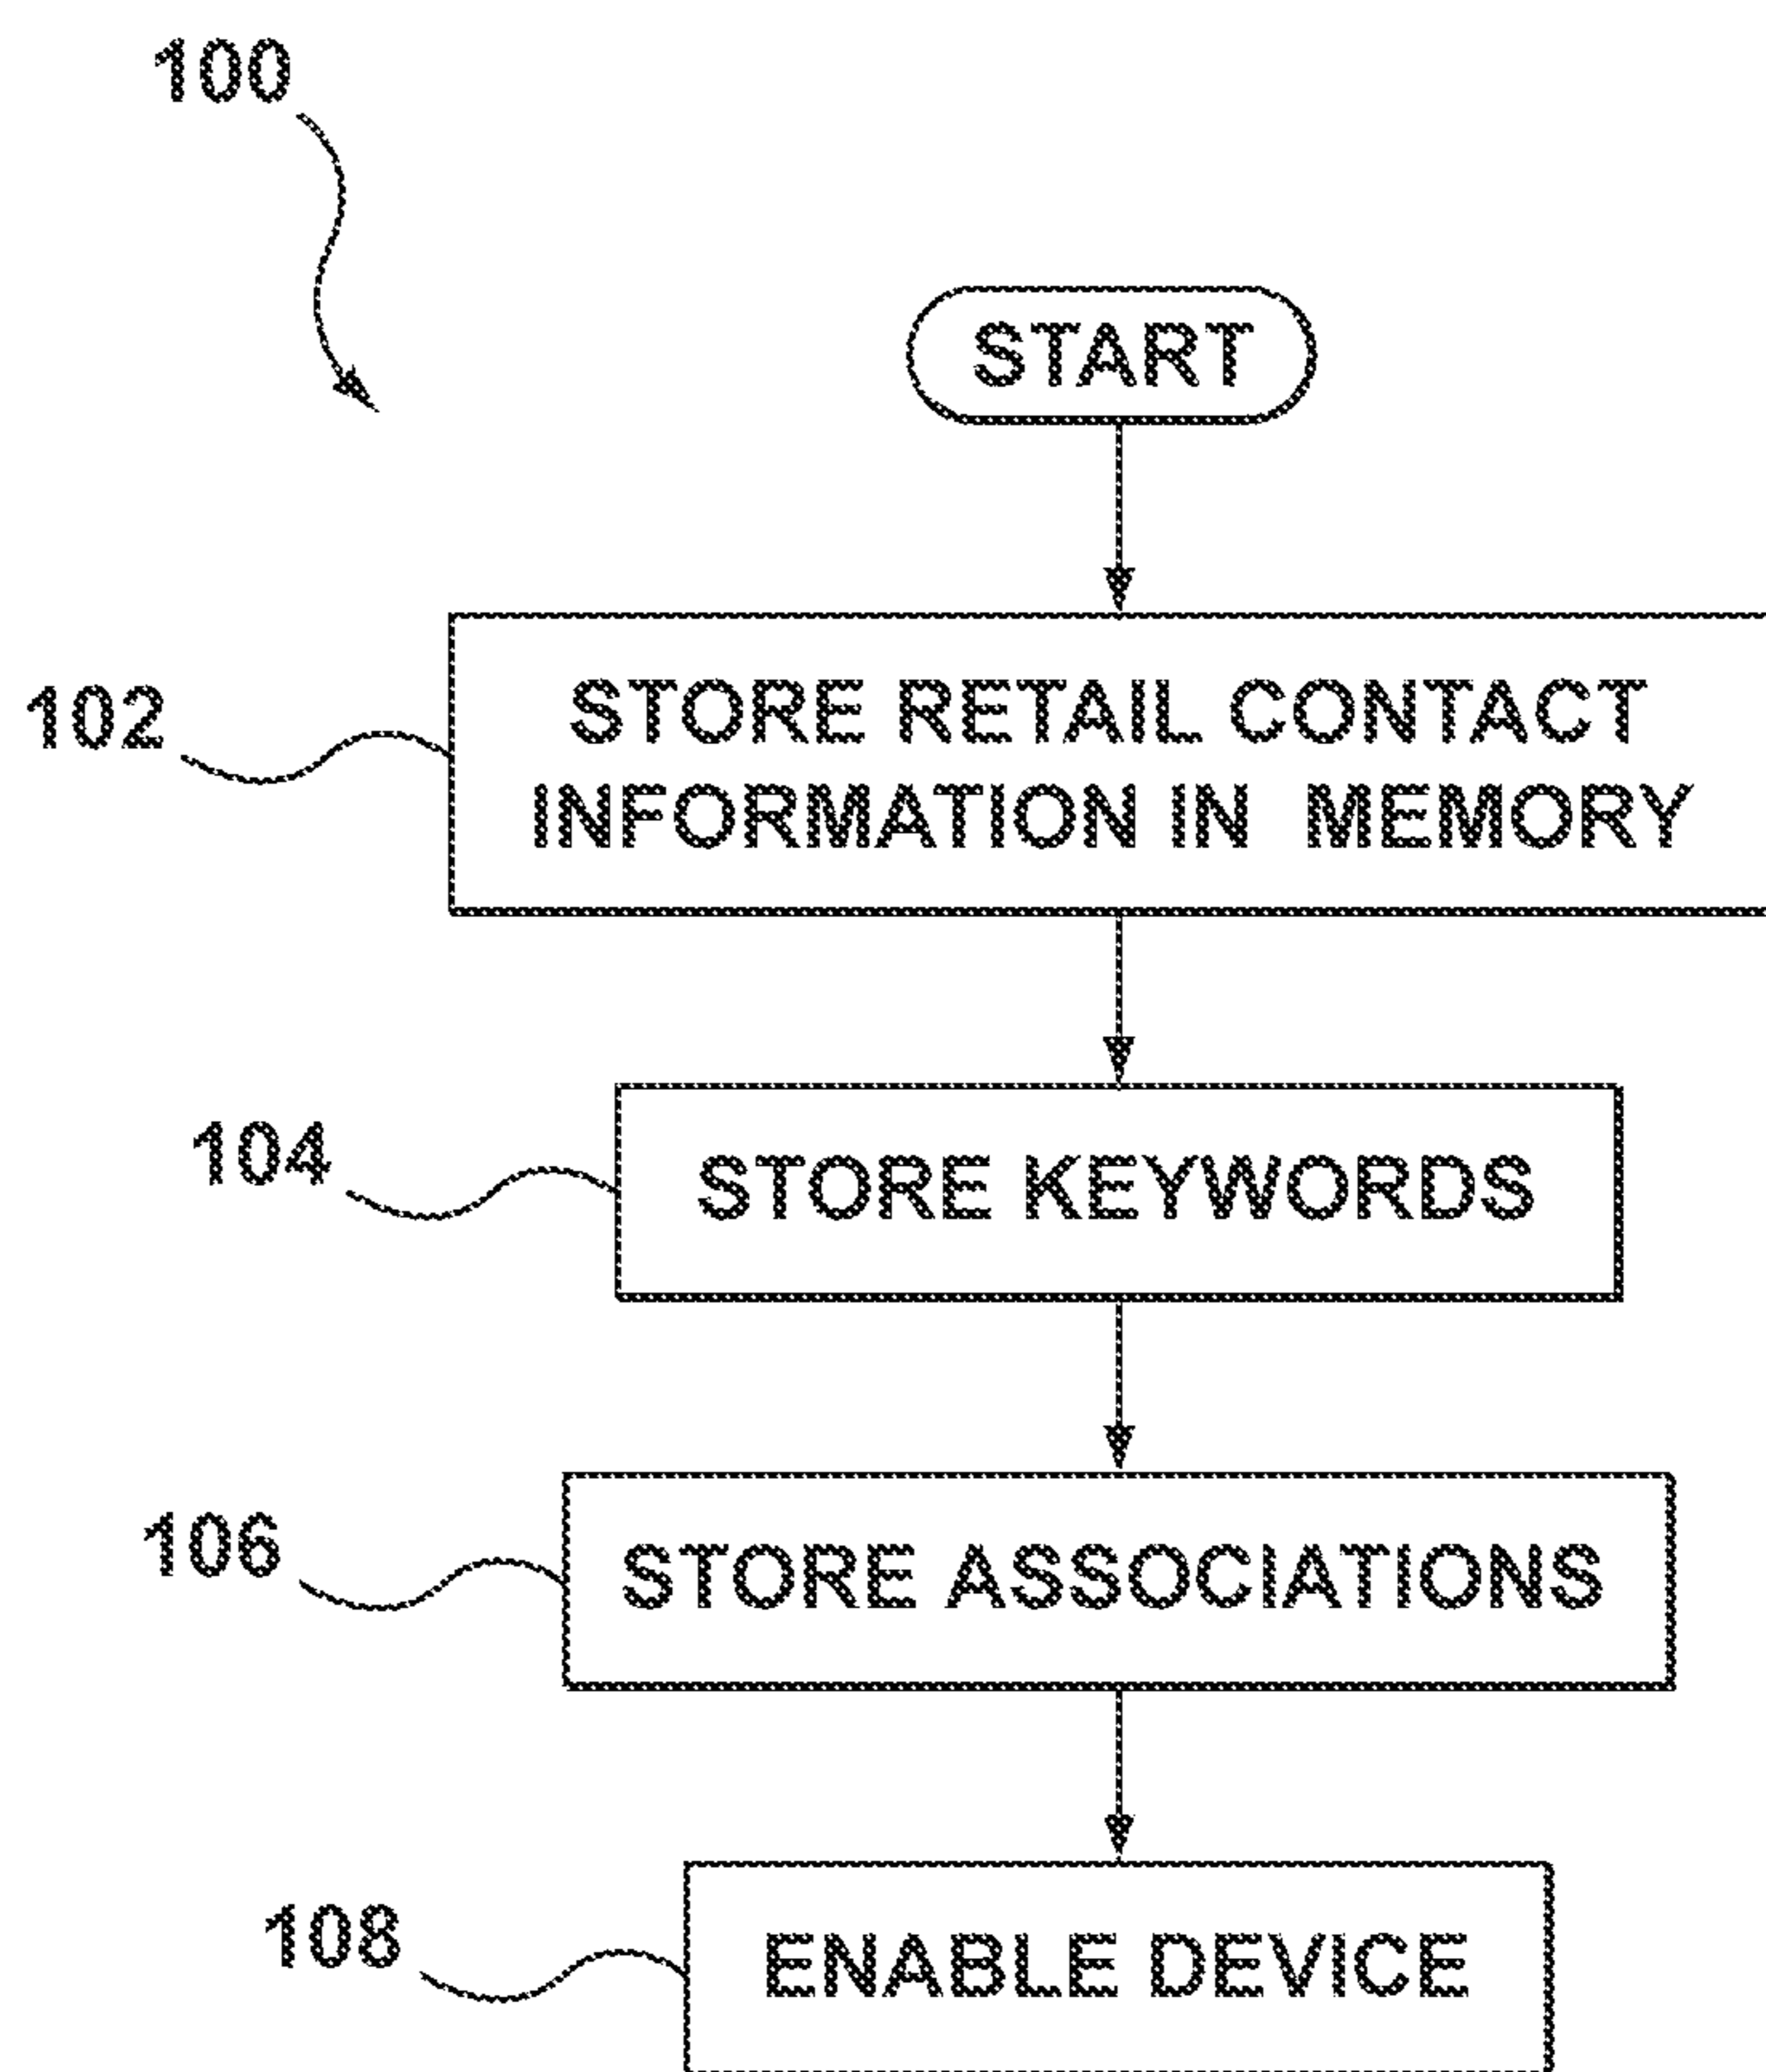 100
START
102
STORE RETAIL CONTACT
INFORMATION IN MEMORY
104
STORE KEYWORDS
106
STORE ASSOCIATIONS
108
ENABLE DEVICE